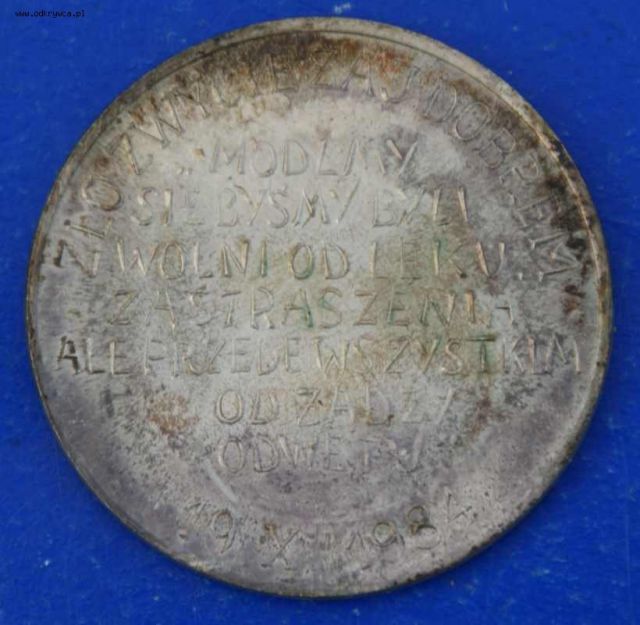 www.odkrywca.pl
ZŁO ZWYCIĘŻAJ DOBREM
„MODLMY
SIĘ BYŚMY BYLI
WOLNI OD LĘKU,
ZASTRASZENIA
ALE PRZEDE WSZYSTKIM
OD ŻĄDZY
ODWETU
19 X 1984